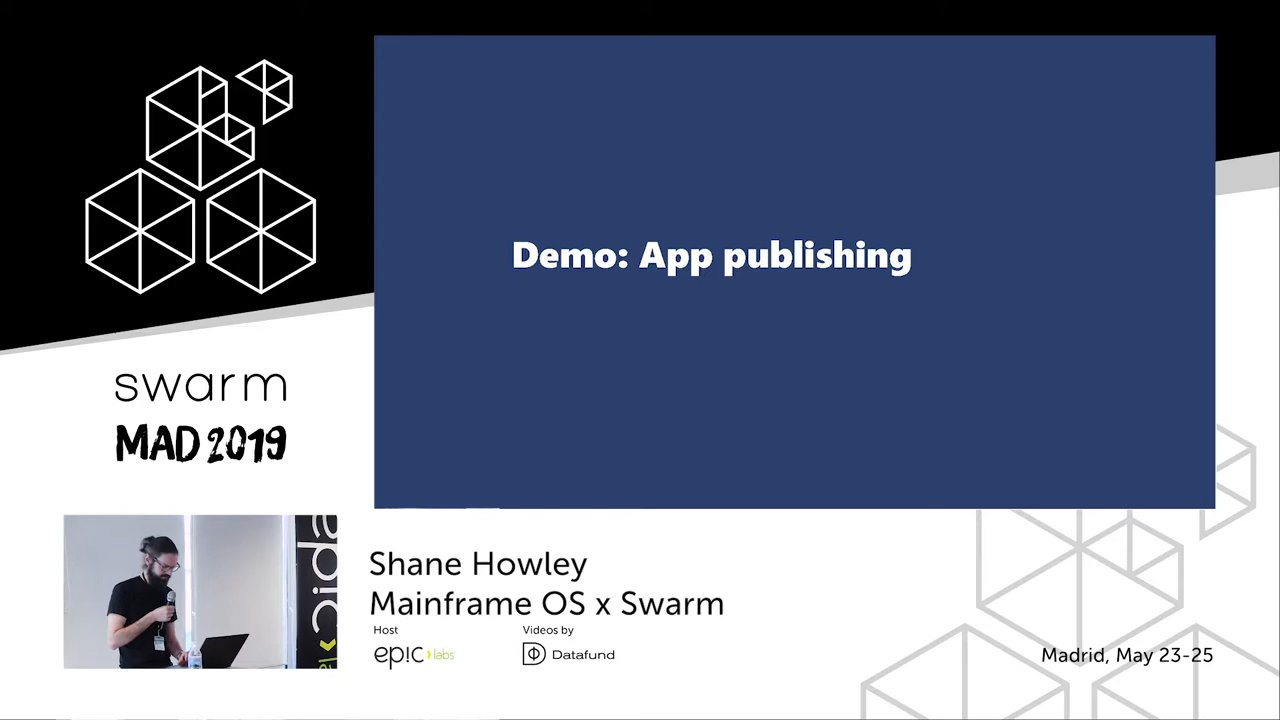 Demo: App publishing
swarm
MAD 2019
Shane Howley
Mainframe OS x Swarm
Host
Videos by
ep!c labs
Datafund
Madrid, May 23-25